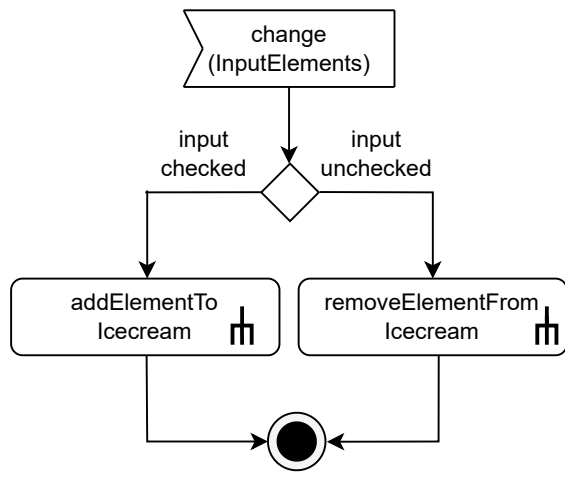 change
(InputElements)
input
checked
input
unchecked
addElementTo
Icecream
removeElementFrom
Icecream